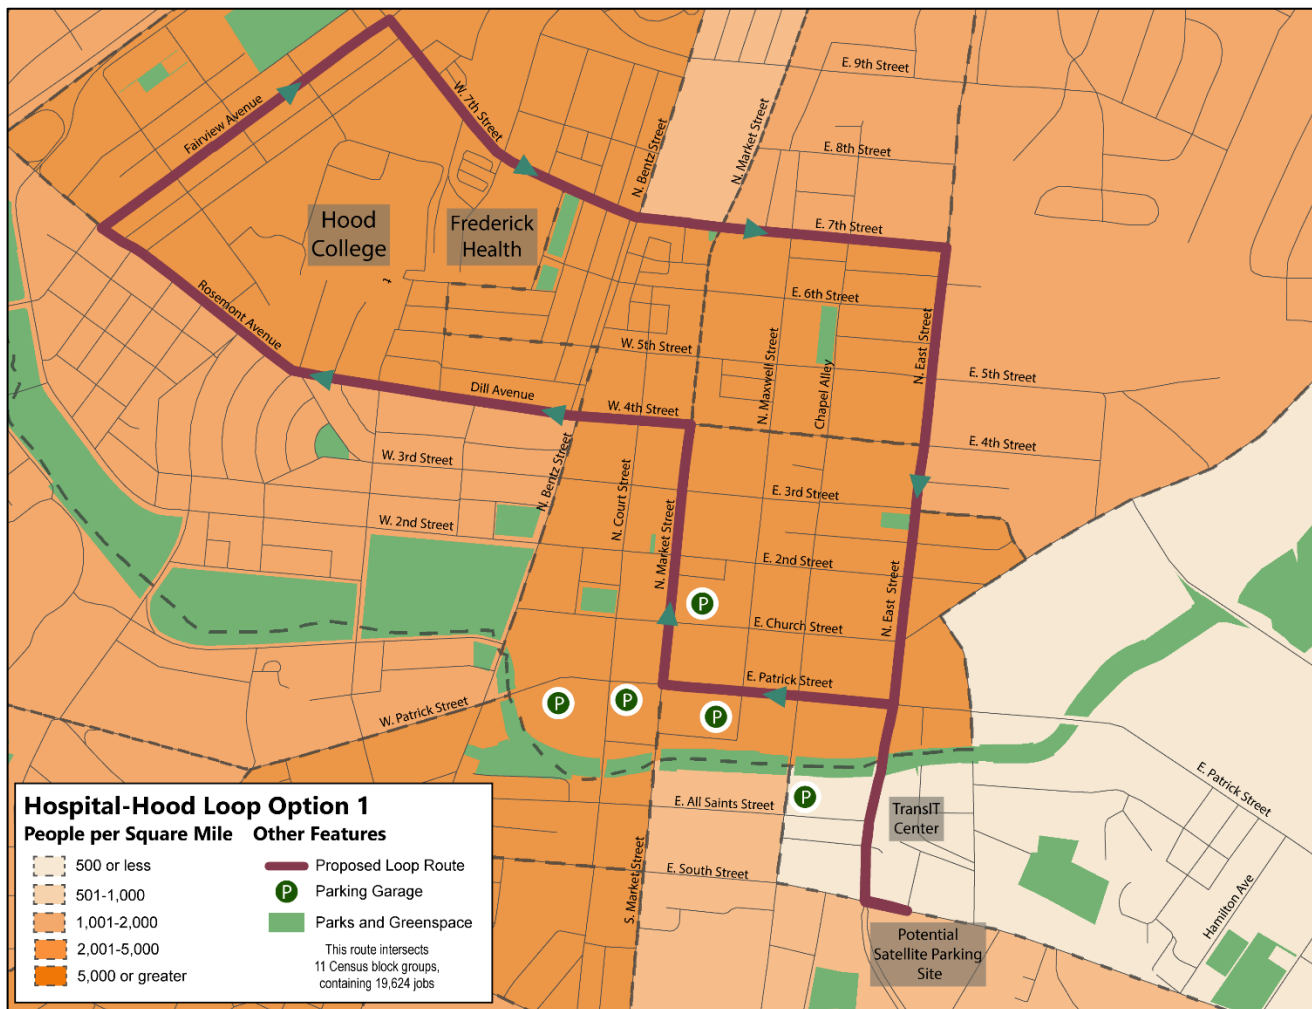 E. 9th Street
Fairview Avenue
W. 7th Street
N. Bentz Street
N. Market Street
E. 8th Street
Hood
College
Frederick
Health
E. 7th Street
Rosemont Avenue
E. 6th Street
W. 5th Street
N. Maxwell Street
Chapel Alley
N. East Street
E. 5th Street
Dill Avenue
W. 4th Street
E. 4th Street
W. 3rd Street
N. Bentz Street
N. Court Street
E. 3rd Street
W. 2nd Street
N. Market Street
E. 2nd Street
N. East Street
P
E. Church Street
E. Patrick Street
W. Patrick Street
P
P
P
E. Patrick Street
P
E. All Saints Street
TransIT
Center
S. Market Street
E. South Street
Hamilton Ave
Potential
Satellite Parking
Site
Hospital-Hood Loop Option 1
People per Square Mile
500 or less
501-1,000
1,001-2,000
2,001-5,000
5,000 or greater
Other Features
Proposed Loop Route
P
Parking Garage
Parks and Greenspace
This route intersects
11 Census block groups,
containing 19,624 jobs